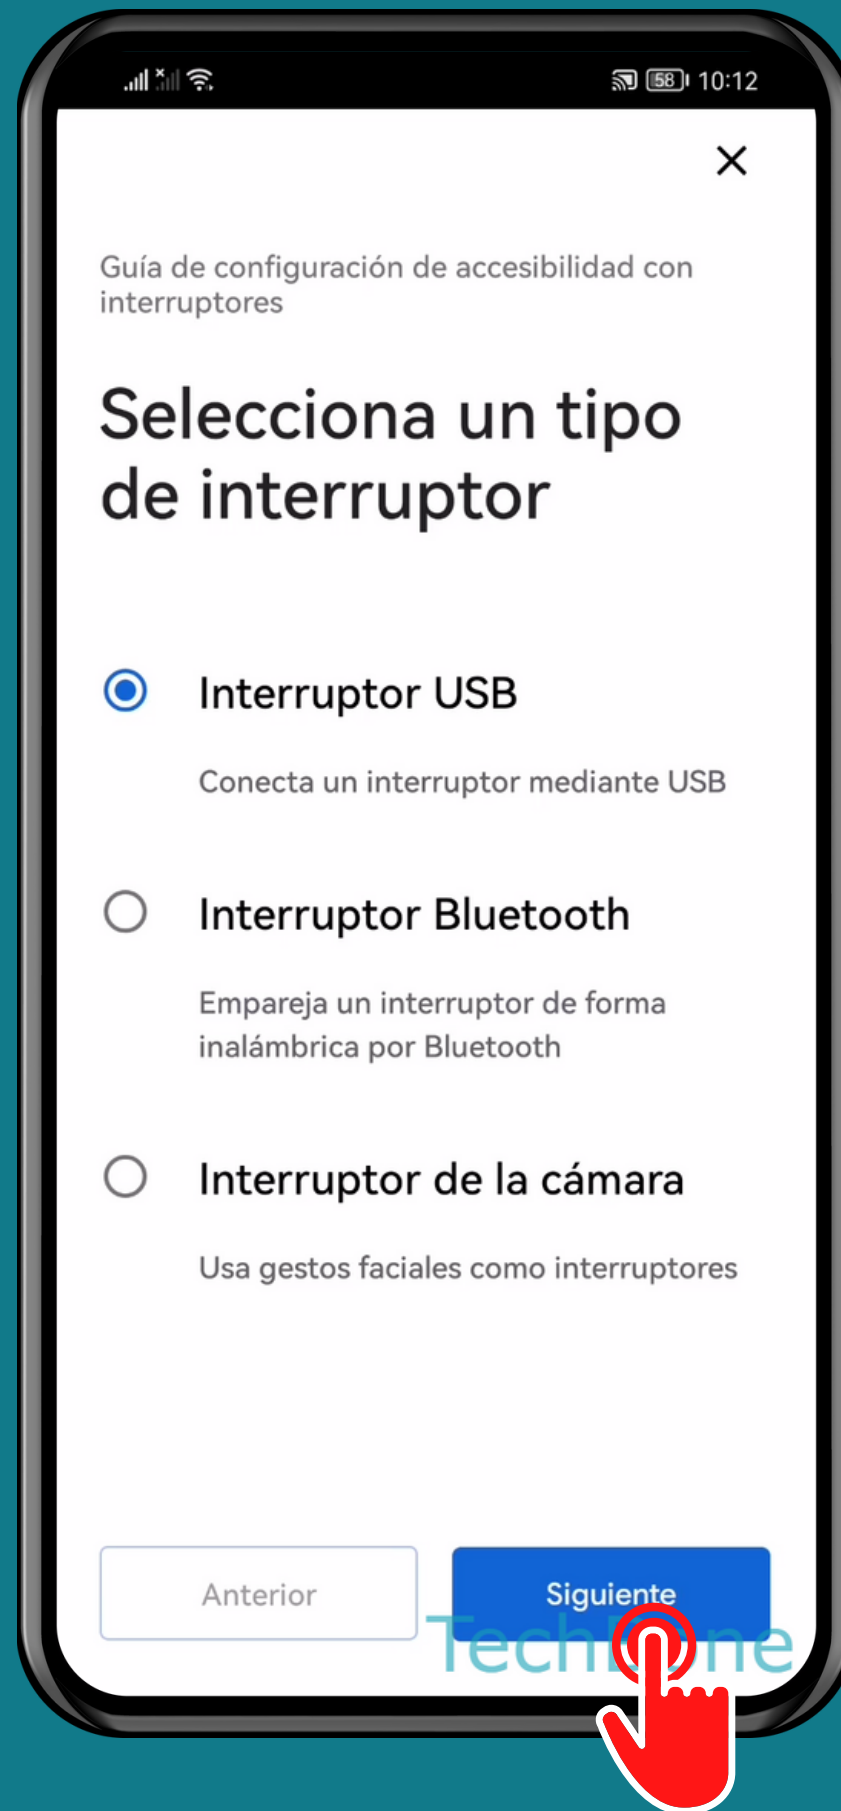 58 10:12
Guía de configuración de accesibilidad con
interruptores
Selecciona un tipo
de interruptor
Interruptor USB
Conecta un interruptor mediante USB
Interruptor Bluetooth
Empareja un interruptor de forma
inalámbrica por Bluetooth
Interruptor de la cámara
Usa gestos faciales como interruptores
Anterior
Siguiente